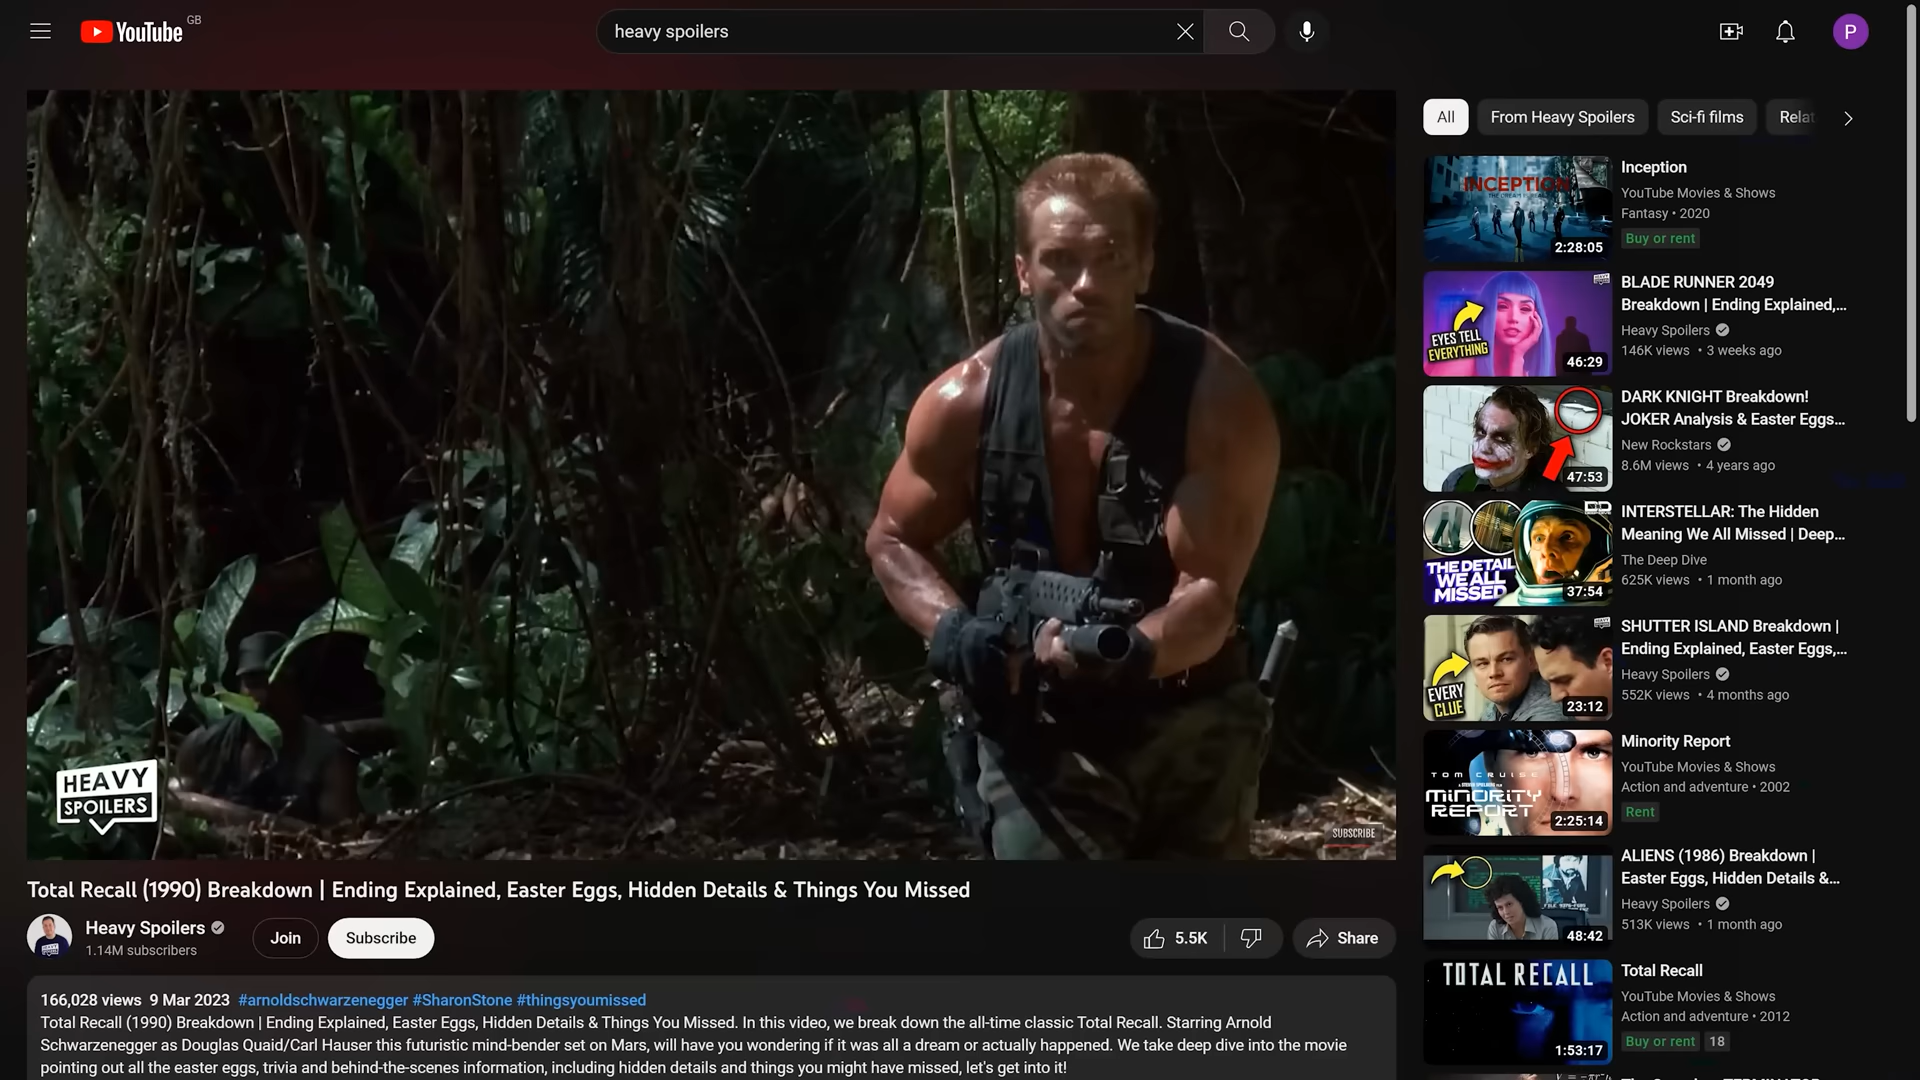 YouTube GB
heavy spoilers
P
HEAVY
SPOILERS
SUBSCRIBE
Total Recall (1990) Breakdown | Ending Explained, Easter Eggs, Hidden Details & Things You Missed
Heavy Spoilers
1.14M subscribers
Join
Subscribe
5.5K
Share
166,028 views 9 Mar 2023 #arnoldschwarzenegger #SharonStone #thingsyoumissed
Total Recall (1990) Breakdown | Ending Explained, Easter Eggs, Hidden Details & Things You Missed. In this video, we break down the all-time classic Total Recall. Starring Arnold
Schwarzenegger as Douglas Quaid/Carl Hauser this futuristic mind-bender set on Mars, will have you wondering if it was all a dream or actually happened. We take deep dive into the movie
pointing out all the easter eggs, trivia and behind-the-scenes information, including hidden details and things you might have missed, let's get into it!
All
From Heavy Spoilers
Sci-fi films
Relat
INCEPTION
2:28:05
Inception
YouTube Movies & Shows
Fantasy • 2020
Buy or rent
EYES TELL
EVERYTHING
46:29
BLADE RUNNER 2049
Breakdown | Ending Explained,...
Heavy Spoilers
146K views • 3 weeks ago
47:53
DARK KNIGHT Breakdown!
JOKER Analysis & Easter Eggs...
New Rockstars
8.6M views • 4 years ago
THE DETAIL
WE ALL
MISSED
37:54
INTERSTELLAR: The Hidden
Meaning We All Missed | Deep...
The Deep Dive
625K views • 1 month ago
EVERY
CLUE
23:12
SHUTTER ISLAND Breakdown |
Ending Explained, Easter Eggs,...
Heavy Spoilers
552K views • 4 months ago
TOM CRUISE
MINORITY
REPORT
2:25:14
Minority Report
YouTube Movies & Shows
Action and adventure • 2002
Rent
48:42
ALIENS (1986) Breakdown |
Easter Eggs, Hidden Details &...
Heavy Spoilers
513K views • 1 month ago
TOTAL RECALL
1:53:17
Total Recall
YouTube Movies & Shows
Action and adventure • 2012
Buy or rent 18